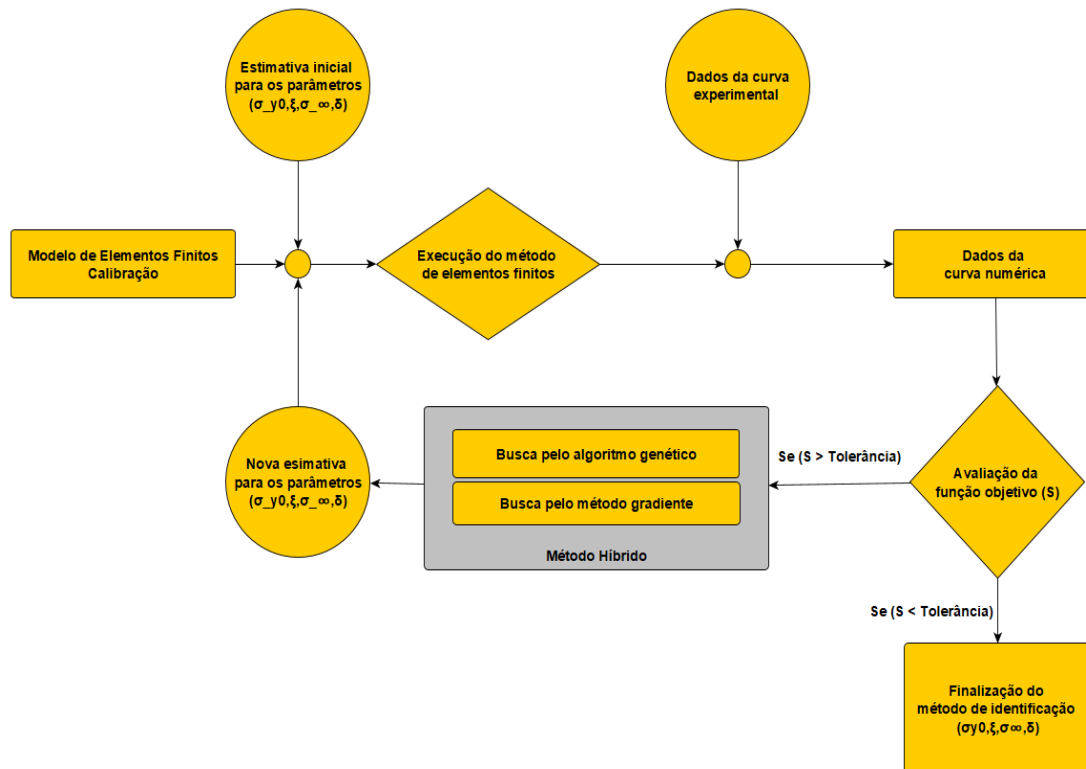 Estimativa inicial
para os parâmetros
(σ_y0,ξ,σ_∞,δ)
Dados da curva
experimental
Modelo de Elementos Finitos
Calibração
Execução do método
de elementos finitos
Dados da
curva numérica
Nova esimativa
para os parâmetros
(σ_y0,ξ,σ_∞,δ)
Busca pelo algoritmo genético
Busca pelo método gradiente
Método Híbrido
Se (S > Tolerância)
Avaliação da
função objetivo (S)
Se (S < Tolerância)
Finalização do
método de identificação
(σy0,ξ,σ∞,δ)